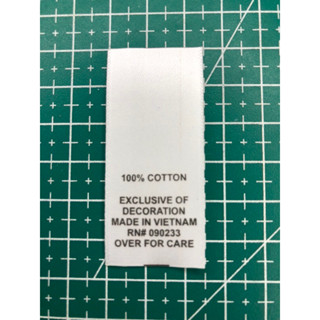 100% COTTON
EXCLUSIVE OF
DECORATION
MADE IN VIETNAM
RN# 090233
OVER FOR CARE